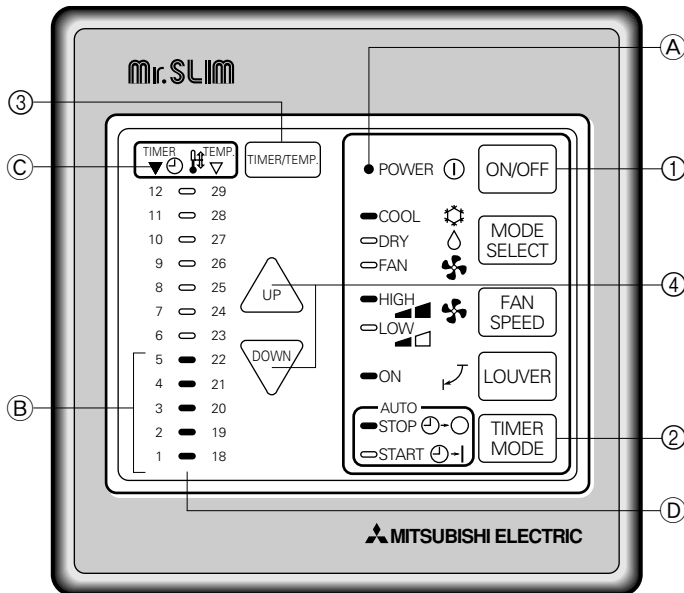 Mr.SLIM
A
3
TIMER TEMP.
TIMER/TEMP.
C
12 29
11 28
10 27
9 26
8 25
7 24
6 23
5 22
4 21
3 20
2 19
1 18
B
UP
DOWN
D
POWER
ON/OFF
1
COOL
DRY
FAN
MODE
SELECT
HIGH
LOW
FAN
SPEED
4
ON
LOUVER
AUTO
STOP
START
TIMER
MODE
2
MITSUBISHI ELECTRIC